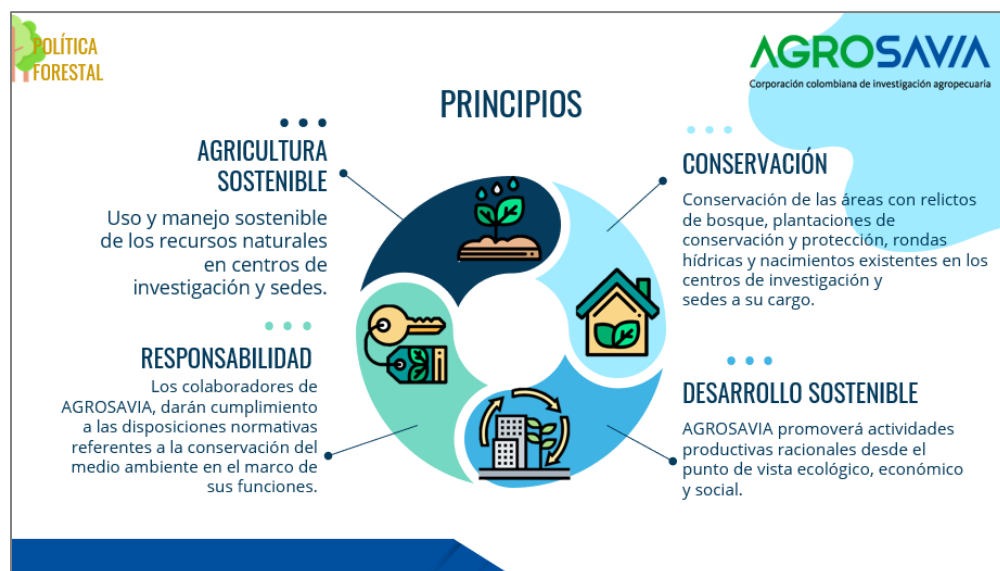 POLÍTICA
FORESTAL
AGROSAVIA
Corporación colombiana de investigación agropecuaria
PRINCIPIOS
AGRICULTURA
SOSTENIBLE
Uso y manejo sostenible
de los recursos naturales
en centros de
investigación y sedes.
CONSERVACIÓN
Conservación de las áreas con relictos
de bosque, plantaciones de
conservación y protección, rondas
hídricas y nacimientos existentes en los
centros de investigación y
sedes a su cargo.
RESPONSABILIDAD
Los colaboradores de
AGROSAVIA, darán cumplimiento
a las disposiciones normativas
referentes a la conservación del
medio ambiente en el marco de
sus funciones.
DESARROLLO SOSTENIBLE
AGROSAVIA promoverá actividades
productivas racionales desde el
punto de vista ecológico, económico
y social.